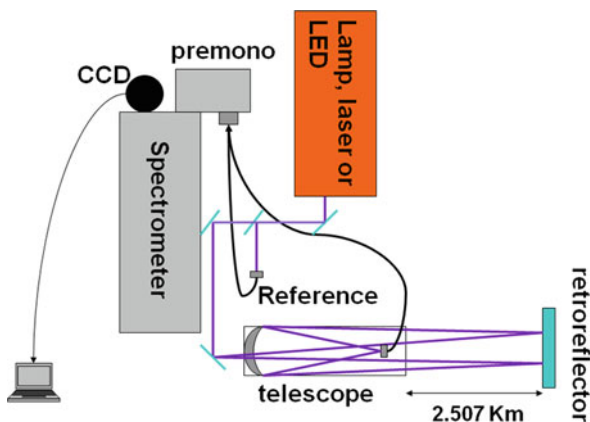 premono
CCD
Lamp, laser or
LED
Spectrometer
Reference
telescope
retroreflector
2.507 Km